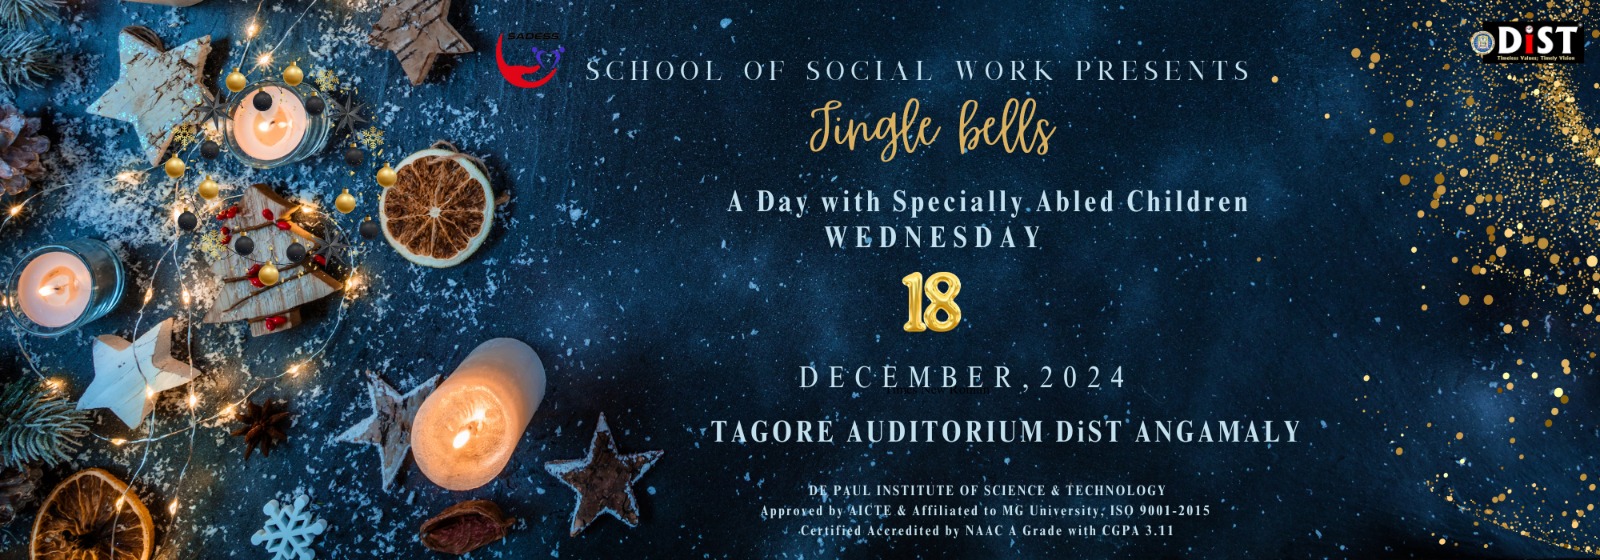 SADESS
DiST
Timeless Values; Timely Vision
SCHOOL OF SOCIAL WORK PRESENTS
Jingle bells
A Day with Specially Abled Children
WEDNESDAY
18
DECEMBER,2024
TAGORE AUDITORIUM DiST ANGAMALY
DE PAUL INSTITUTE OF SCIENCE & TECHNOLOGY
Approved by AICTE & Affiliated to MG University, ISO 9001-2015
Certified Accredited by NAAC A Grade with CGPA 3.11